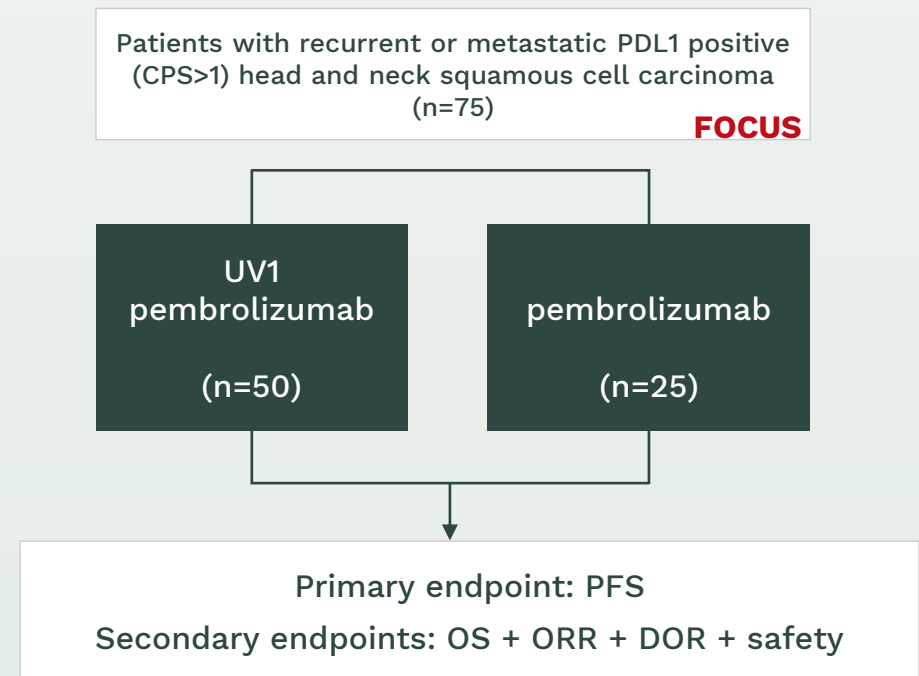 Patients with recurrent or metastatic PDL1 positive
(CPS>1) head and neck squamous cell carcinoma
(n=75)
FOCUS
UV1
pembrolizumab
(n=50)
pembrolizumab
(n=25)
Primary endpoint: PFS
Secondary endpoints: OS + ORR + DOR + safety